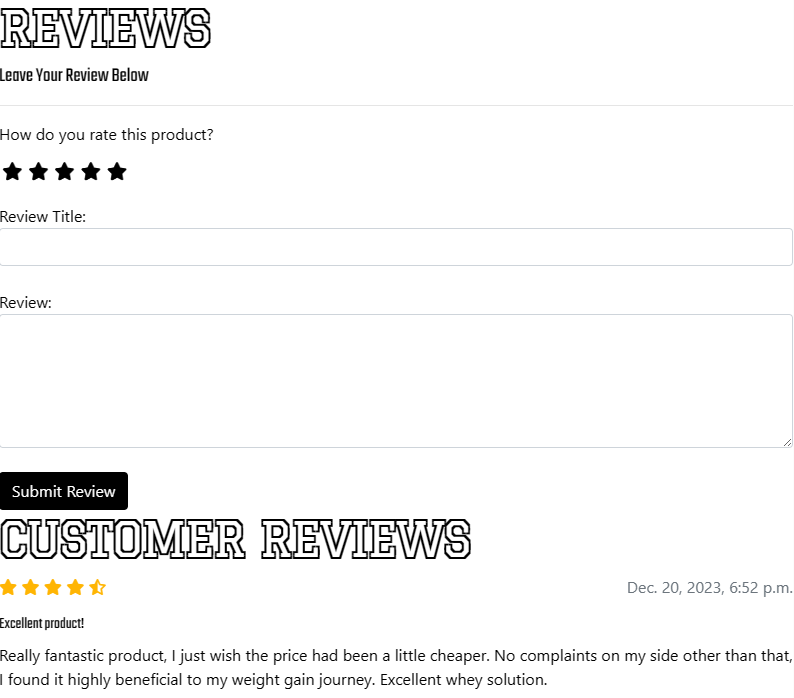 REVIEWS
Leave Your Review Below
How do you rate this product?
Review Title:
Review:
Submit Review
CUSTOMER REVIEWS
Dec. 20, 2023, 6:52 p.m.
Excellent product!
Really fantastic product, I just wish the price had been a little cheaper. No complaints on my side other than that,
I found it highly beneficial to my weight gain journey. Excellent whey solution.